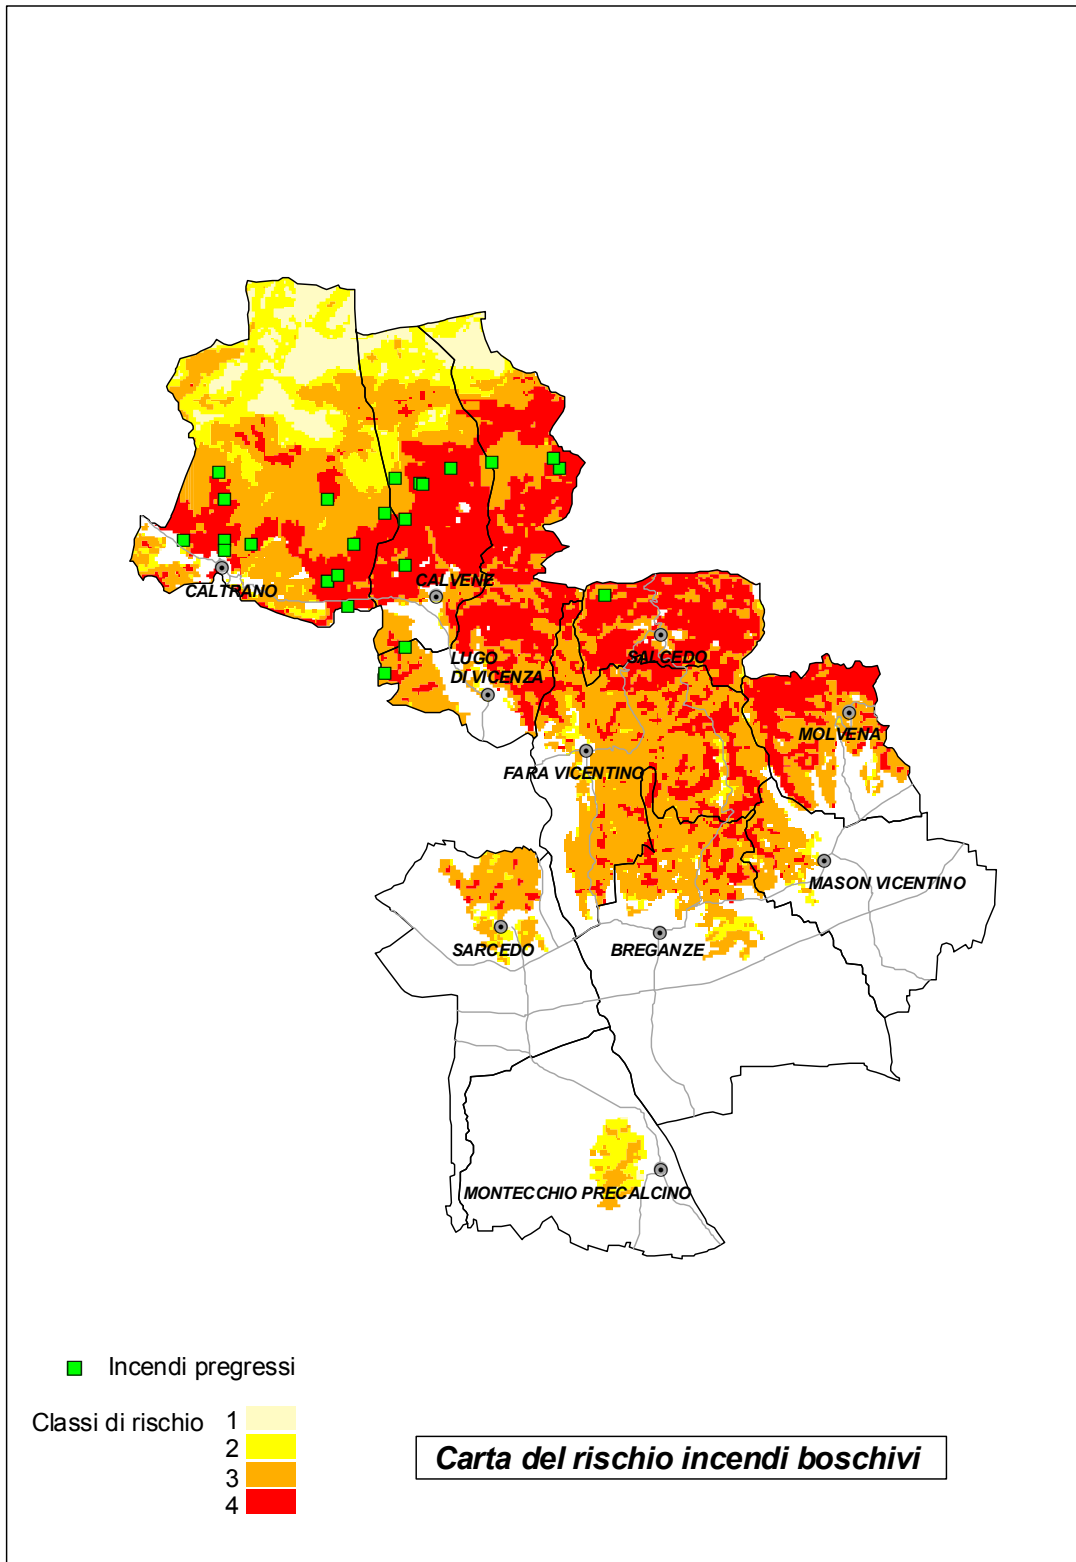 CALTRANO
CALVENE
LUGO
DI VICENZA
SALCEDO
MOLVENA
FARA VICENTINO
MASON VICENTINO
SARCEDO
BREGANZE
MONTECCHIO PRECALCINO
Incendi pregressi
Classi di rischio
1
2
3
4
Carta del rischio incendi boschivi